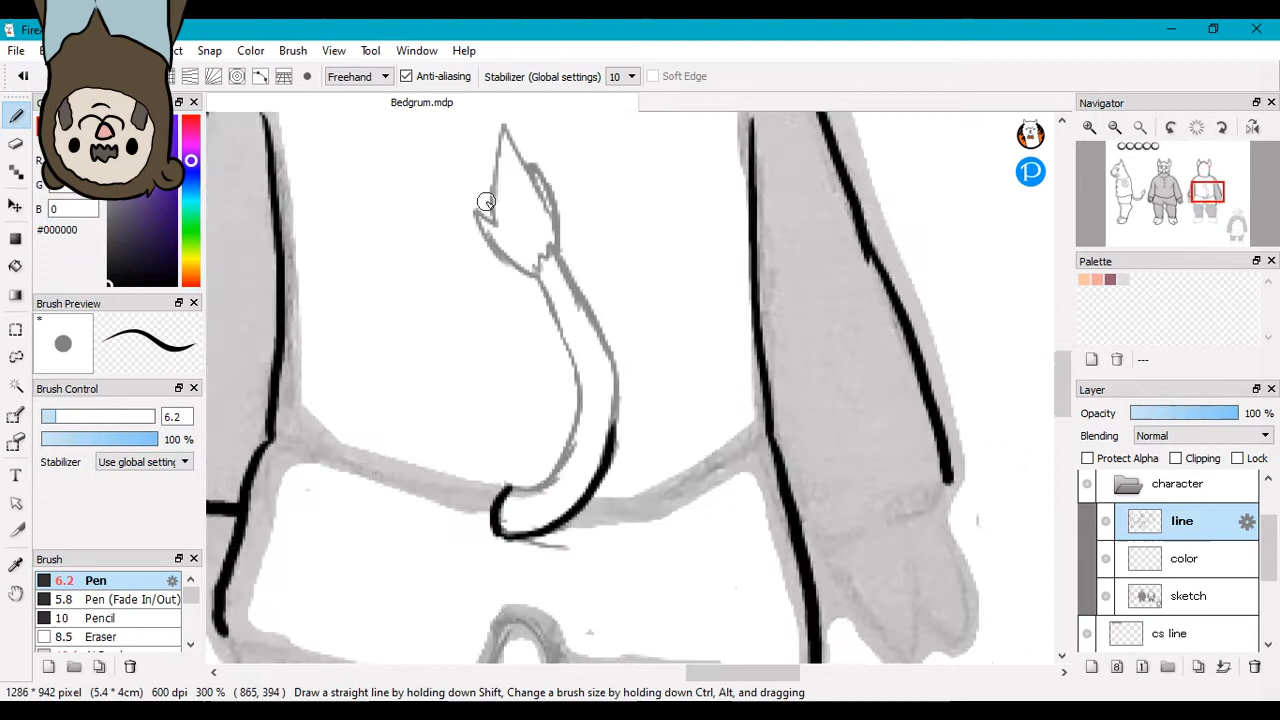 Fire
File
ct
Snap
Color
Brush
View
Tool
Window
Help
Freehand
Anti-aliasing
Stabilizer (Global settings)
10
Soft Edge
Bedgrum.mdp
Navigator
R
G
B
0
#000000
Palette
Brush Preview
*
---
Brush Control
Layer
6.2
Opacity
100 %
100 %
Blending
Normal
Stabilizer
Use global setting
Protect Alpha
Clipping
Lock
character
line
color
Brush
6.2 Pen
5.8 Pen (Fade In/Out)
sketch
10 Pencil
8.5 Eraser
cs line
1286 * 942 pixel (5.4 * 4cm) 600 dpi 300 % ( 865, 394 ) Draw a straight line by holding down Shift, Change a brush size by holding down Ctrl, Alt, and dragging